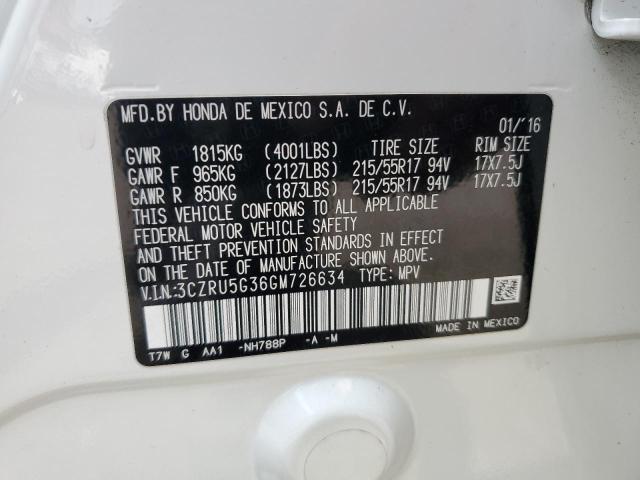 MFD.BY HONDA DE MEXICO S.A. DE C.V.
01/'16
GVWR 1815KG (4001LBS) TIRE SIZE RIM SIZE
GAWR F 965KG (2127LBS) 215/55R17 94V 17X7.5J
GAWR R 850KG (1873LBS) 215/55R17 94V 17X7.5J
THIS VEHICLE CONFORMS TO ALL APPLICABLE
FEDERAL MOTOR VEHICLE SAFETY
AND THEFT PREVENTION STANDARDS IN EFFECT
ON THE DATE OF MANUFACTURE SHOWN ABOVE.
V.I.N:3CZRU5G36GM726634 TYPE: MPV
T7W G AA1 -NH788P -A -M
MADE IN MEXICO